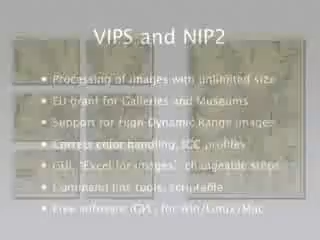 VIPS and NIP2
• Processing of images with unlimited size
• EU grant for Galleries and Museums
• Support for High Dynamic Range images
• Correct color handling, ICC profiles
• GUI, "Excel for images", changeable steps
• Command line tools, scriptable
• Free software (GPL) for Win/Linux/Mac